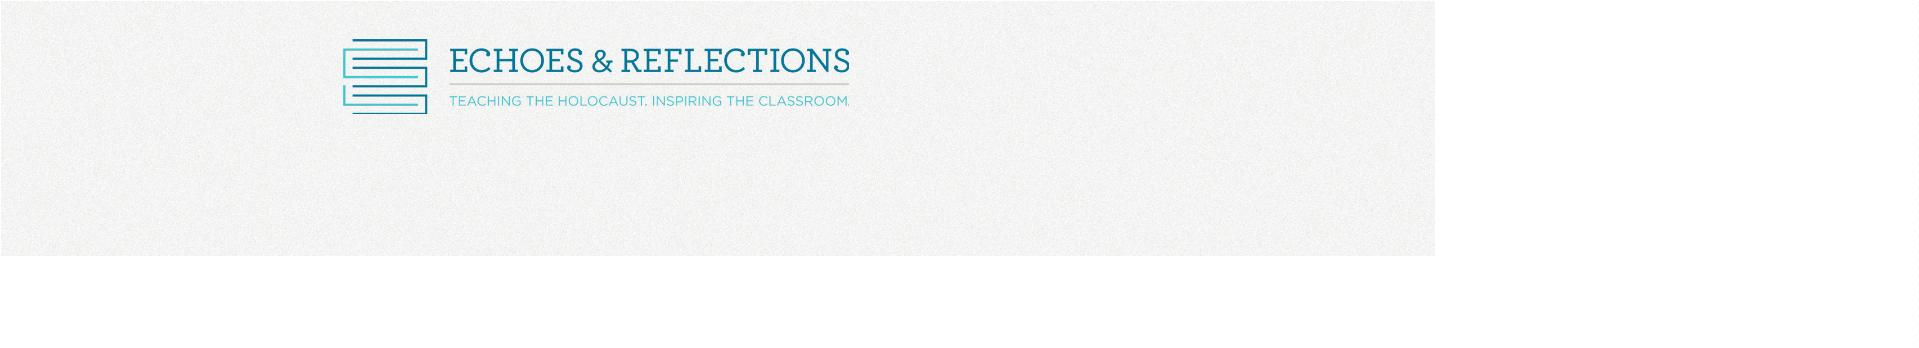 ECHOES & REFLECTIONS
TEACHING THE HOLOCAUST. INSPIRING THE CLASSROOM.